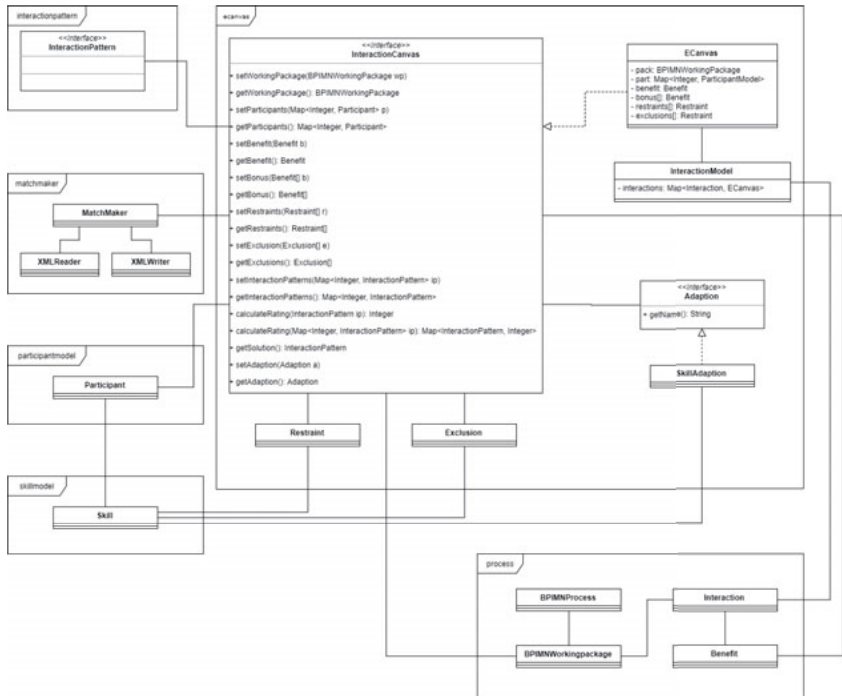 interactionpattern
<<Interface>>
InteractionPattern
ecanvas
<<Interface>>
InteractionCanvas
+ setWorkingPackage(BPIMNWorkingPackage wp)
+ getWorkingPackage(): BPIMNWorkingPackage
+ setParticipants(Map<Integer, Participant> p)
+ getParticipants(): Map<Integer, Participant>
+ setBenefit(Benefit b)
+ getBenefit(): Benefit
+ setBonus(Benefit[] b)
+ getBonus(): Benefit[]
+ setRestraints(Restraint[] r)
+ getRestraints(): Restraint[]
+ setExclusion(Exclusion[] e)
+ getExclusions(): Exclusion[]
+ setInteractionPatterns(Map<Integer, InteractionPattern> ip)
+ getInteractionPatterns(): Map<Integer, InteractionPattern>
+ calculateRating(InteractionPattern ip): Integer
+ calculateRating(Map<Integer, InteractionPattern> ip): Map<InteractionPattern, Integer>
+ getSolution(): InteractionPattern
+ setAdaption(Adaption a)
+ getAdaption(): Adaption
ECanvas
- pack: BPIMNWorkingPackage
- part: Map<Integer, ParticipantModel>
- benefit: Benefit
- bonus[]: Benefit
- restraints[]: Restraint
- exclusions[]: Restraint
InteractionModel
- interactions: Map<Interaction, ECanvas>
matchmaker
MatchMaker
XMLReader
XMLWriter
<<Interface>>
Adaption
+ getName(): String
SkillAdaption
participantmodel
Participant
Restraint
Exclusion
skillmodel
Skill
process
BPIMNProcess
Interaction
BPIMNWorkingpackage
Benefit